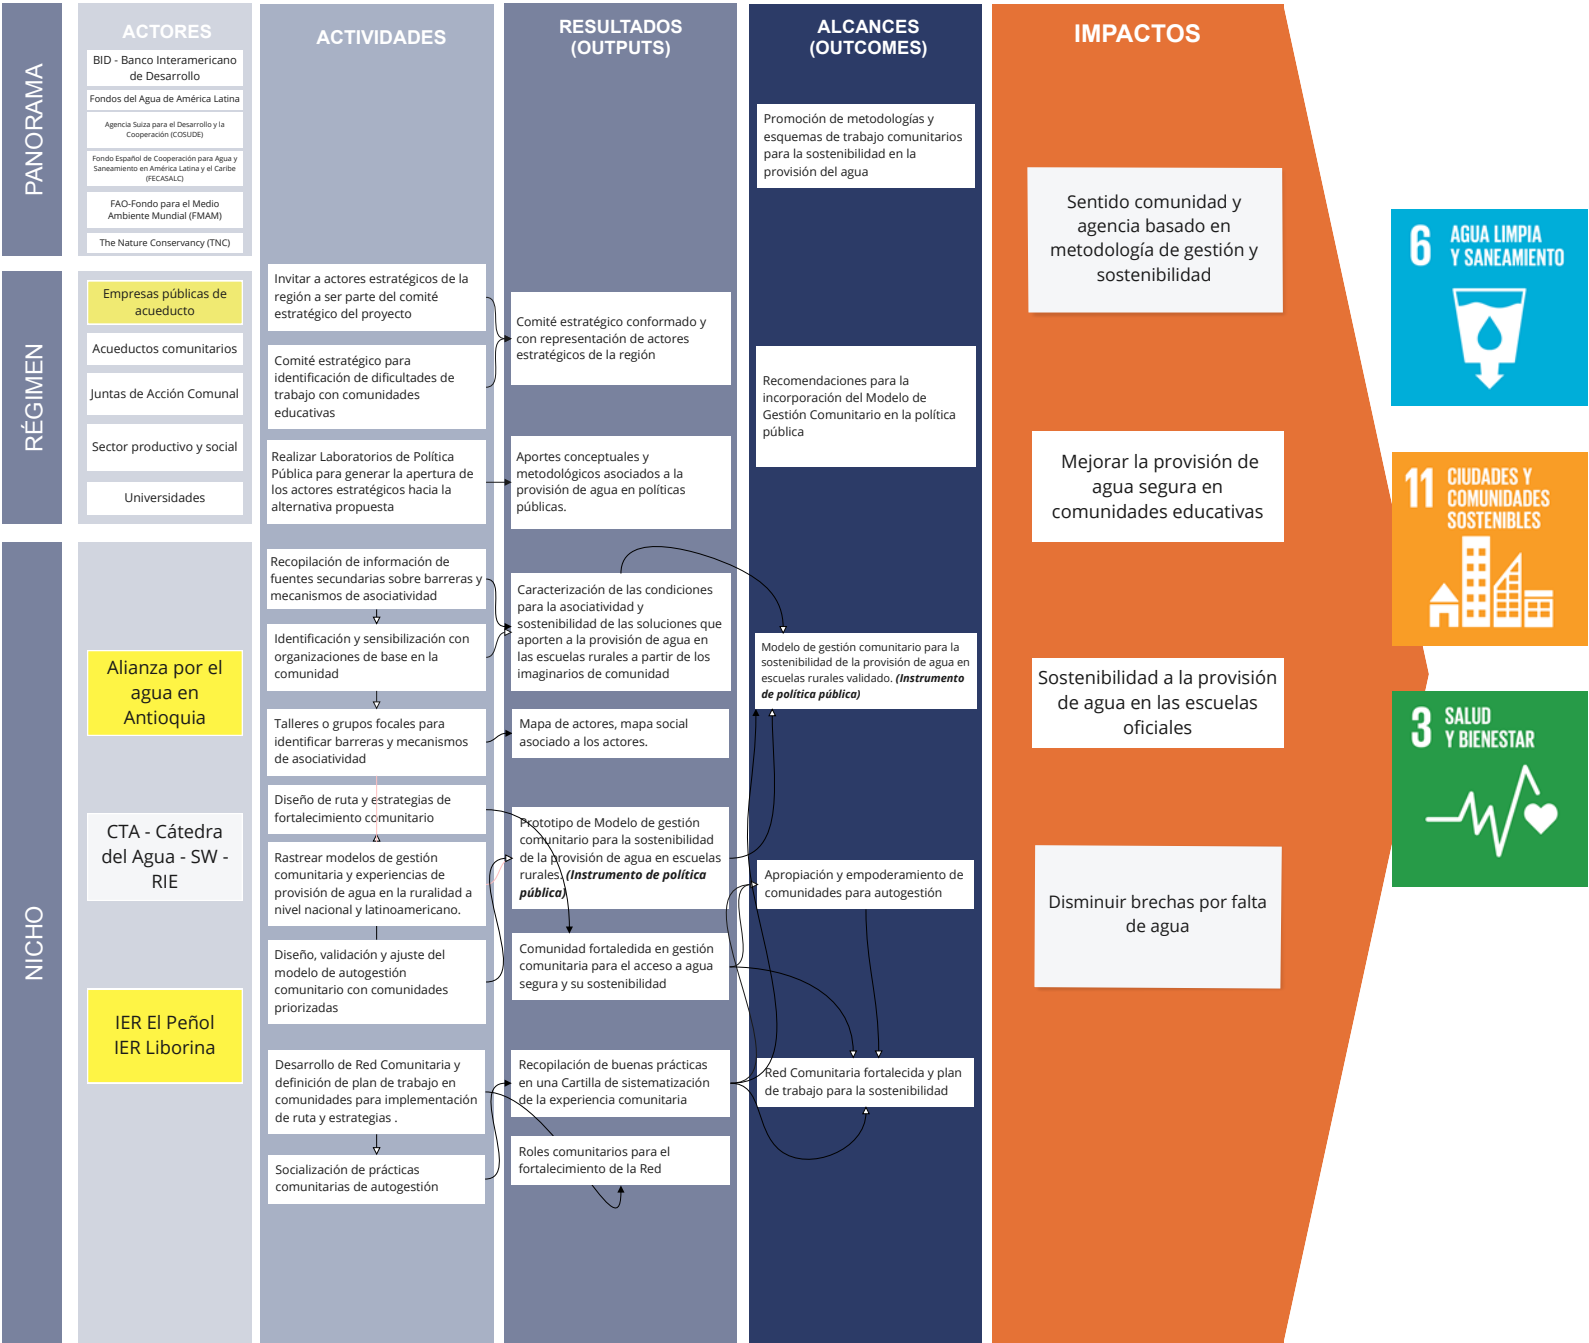 ACTORES
ACTIVIDADES
RESULTADOS
(OUTPUTS)
ALCANCES
(OUTCOMES)
IMPACTOS
PANORAMA
BID - Banco Interamericano
de Desarrollo
Fondos del Agua de América Latina
Agencia Suiza para el Desarrollo y la
Cooperación (COSUDE)
Fondo Español de Cooperación para Agua y
Saneamiento en América Latina y el Caribe
(FECASALC)
FAO-Fondo para el Medio
Ambiente Mundial (FMAM)
The Nature Conservancy (TNC)
Promoción de metodologías y
esquemas de trabajo comunitarios
para la sostenibilidad en la
provisión del agua
RÉGIMEN
Empresas públicas de
acueducto
Acueductos comunitarios
Juntas de Acción Comunal
Sector productivo y social
Universidades
Invitar a actores estratégicos de la
región a ser parte del comité
estratégico del proyecto
Comité estratégico para
identificación de dificultades de
trabajo con comunidades
educativas
Realizar Laboratorios de Política
Pública para generar la apertura de
los actores estratégicos hacia la
alternativa propuesta
Comité estratégico conformado y
con representación de actores
estratégicos de la región
Aportes conceptuales y
metodológicos asociados a la
provisión de agua en políticas
públicas.
Recomendaciones para la
incorporación del Modelo de
Gestión Comunitario en la política
pública
NICHO
Alianza por el
agua en
Antioquia
CTA - Cátedra
del Agua - SW -
RIE
IER El Peñol
IER Liborina
Recopilación de información de
fuentes secundarias sobre barreras y
mecanismos de asociatividad
Identificación y sensibilización con
organizaciones de base en la
comunidad
Talleres o grupos focales para
identificar barreras y mecanismos
de asociatividad
Diseño de ruta y estrategias de
fortalecimiento comunitario
Rastrear modelos de gestión
comunitaria y experiencias de
provisión de agua en la ruralidad a
nivel nacional y latinoamericano.
Diseño, validación y ajuste del
modelo de autogestión
comunitario con comunidades
priorizadas
Desarrollo de Red Comunitaria y
definición de plan de trabajo en
comunidades para implementación
de ruta y estrategias .
Socialización de prácticas
comunitarias de autogestión
Caracterización de las condiciones
para la asociatividad y
sostenibilidad de las soluciones que
aporten a la provisión de agua en
las escuelas rurales a partir de los
imaginarios de comunidad
Mapa de actores, mapa social
asociado a los actores.
Prototipo de Modelo de gestión
comunitario para la sostenibilidad
de la provisión de agua en escuelas
rurales. (Instrumento de política
pública)
Comunidad fortaledida en gestión
comunitaria para el acceso a agua
segura y su sostenibilidad
Recopilación de buenas prácticas
en una Cartilla de sistematización
de la experiencia comunitaria
Roles comunitarios para el
fortalecimiento de la Red
Modelo de gestión comunitario para la
sostenibilidad de la provisión de agua en
escuelas rurales validado. (Instrumento
de política pública)
Apropiación y empoderamiento de
comunidades para autogestión
Red Comunitaria fortalecida y plan
de trabajo para la sostenibilidad
Sentido comunidad y
agencia basado en
metodología de gestión y
sostenibilidad
Mejorar la provisión de
agua segura en
comunidades educativas
Sostenibilidad a la provisión
de agua en las escuelas
oficiales
Disminuir brechas por falta
de agua
6 AGUA LIMPIA
Y SANEAMIENTO
11 CIUDADES Y
COMUNIDADES
SOSTENIBLES
3 SALUD
Y BIENESTAR